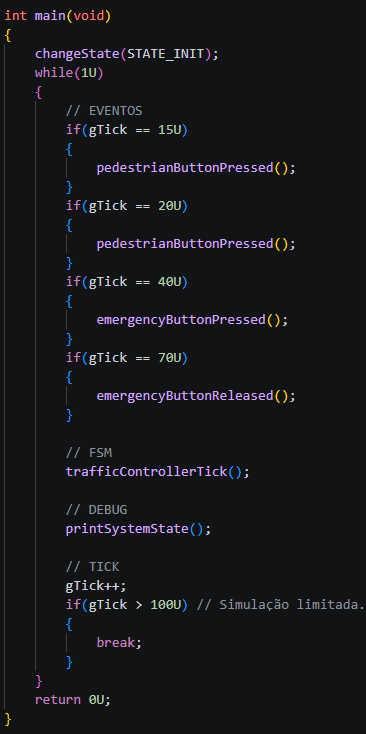 int main(void)
{
    changeState(STATE_INIT);
    while(1U)
    {
        // EVENTOS
        if(gTick == 15U)
        {
            pedestrianButtonPressed();
        }
        if(gTick == 20U)
        {
            pedestrianButtonPressed();
        }
        if(gTick == 40U)
        {
            emergencyButtonPressed();
        }
        if(gTick == 70U)
        {
            emergencyButtonReleased();
        }

        // FSM
        trafficControllerTick();

        // DEBUG
        printSystemState();

        // TICK
        gTick++;
        if(gTick > 100U) // Simulação limitada.
        {
            break;
        }
    }
    return 0U;
}